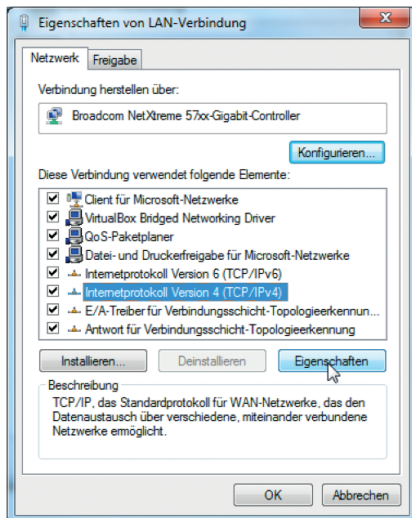 Eigenschaften von LAN-Verbindung
Netzwerk Freigabe
Verbindung herstellen über:
Broadcom NetXtreme 57xx-Gigabit-Controller
Konfigurieren...
Diese Verbindung verwendet folgende Elemente:
Client für Microsoft-Netzwerke
VirtualBox Bridged Networking Driver
QoS-Paketplaner
Datei- und Druckerfreigabe für Microsoft-Netzwerke
Internetprotokoll Version 6 (TCP/IPv6)
Internetprotokoll Version 4 (TCP/IPv4)
E/A-Treiber für Verbindungsschicht-Topologieerkennun...
Antwort für Verbindungsschicht-Topologieerkennung
Installieren... Deinstallieren Eigenschaften
Beschreibung
TCP/IP, das Standardprotokoll für WAN-Netzwerke, das den
Datenaustausch über verschiedene, miteinander verbundene
Netzwerke ermöglicht.
OK Abbrechen